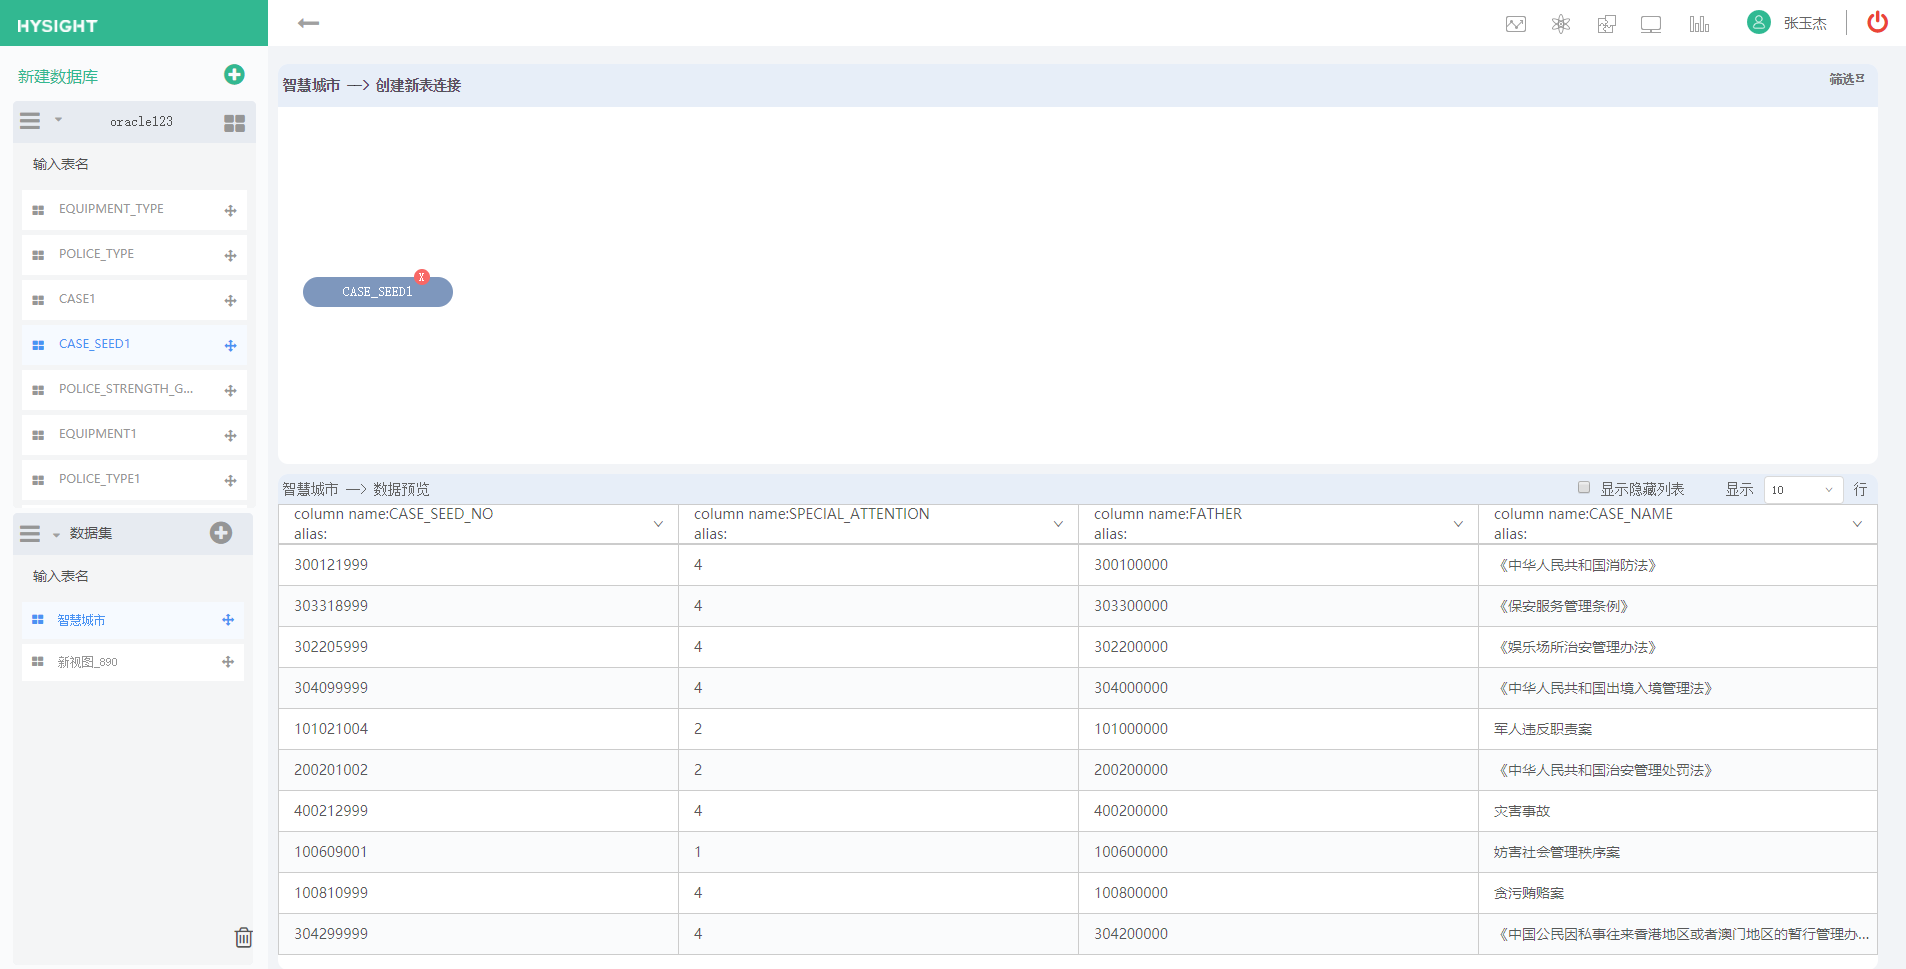 HYSIGHT
张玉杰
新建数据库
oracle123
输入表名
EQUIPMENT_TYPE
POLICE_TYPE
CASE1
CASE_SEED1
POLICE_STRENGTH_G...
EQUIPMENT1
POLICE_TYPE1
数据集
输入表名
智慧城市
新视图_890
智慧城市 —> 创建新表连接
筛选
CASE_SEED1
X
智慧城市 —> 数据预览
显示隐藏列表 显示 10 行
column name:CASE_SEED_NO column name:SPECIAL_ATTENTION column name:FATHER column name:CASE_NAME
alias: alias: alias: alias:
300121999 4 300100000 《中华人民共和国消防法》
303318999 4 303300000 《保安服务管理条例》
302205999 4 302200000 《娱乐场所治安管理办法》
304099999 4 304000000 《中华人民共和国出境入境管理法》
101021004 2 101000000 军人违反职责案
200201002 2 200200000 《中华人民共和国治安管理处罚法》
400212999 4 400200000 灾害事故
100609001 1 100600000 妨害社会管理秩序案
100810999 4 100800000 贪污贿赂案
304299999 4 304200000 《中国公民因私事往来香港地区或者澳门地区的暂行管理办...